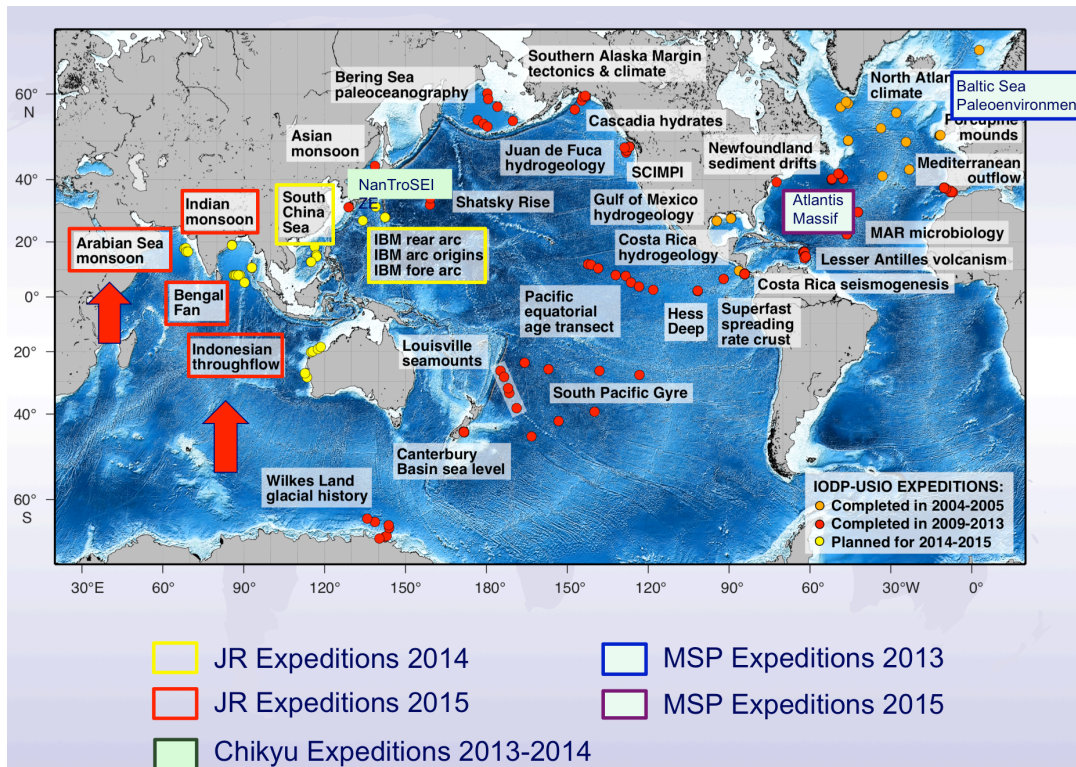 Southern Alaska Margin
tectonics & climate
Bering Sea
paleoceanography
North Atlan
climate
Baltic Sea
Paleoenvironmen
60°
N
Cascadia hydrates
Porcupine
mounds
Asian
monsoon
Juan de Fuca
hydrogeology
Newfoundland
sediment drifts
SCIMPI
Mediterranean
outflow
40°
NanTroSEI
ZE
Indian
monsoon
South
China
Sea
Shatsky Rise
Gulf of Mexico
hydrogeology
Atlantis
Massif
20°
Arabian Sea
monsoon
IBM rear arc
IBM arc origins
IBM fore arc
Costa Rica
hydrogeology
MAR microbiology
Lesser Antilles volcanism
Costa Rica seismogenesis
0°
Bengal
Fan
Pacific
equatorial
age transect
Hess
Deep
Superfast
spreading
rate crust
20°
Indonesian
throughflow
Louisville
seamounts
South Pacific Gyre
40°
Canterbury
Basin sea level
Wilkes Land
glacial history
60°
S
IODP-USIO EXPEDITIONS:
Completed in 2004-2005
Completed in 2009-2013
Planned for 2014-2015
30°E 60° 90° 120° 150° 180° 150° 120° 90° 60° 30°W 0°
JR Expeditions 2014
MSP Expeditions 2013
JR Expeditions 2015
MSP Expeditions 2015
Chikyu Expeditions 2013-2014